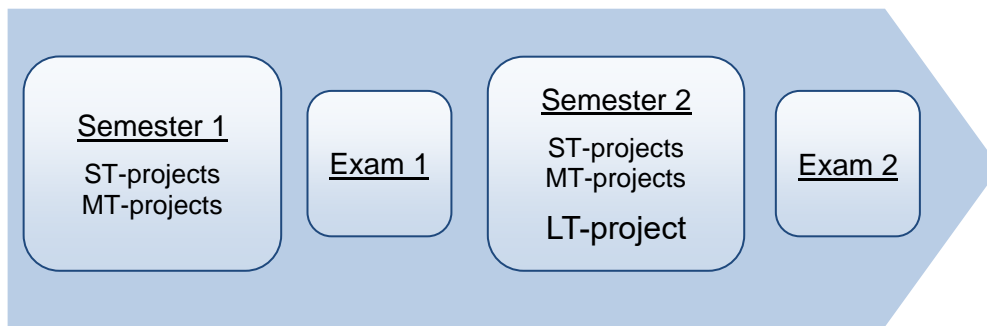 Semester 1
ST-projects
MT-projects
Exam 1
Semester 2
ST-projects
MT-projects
LT-project
Exam 2